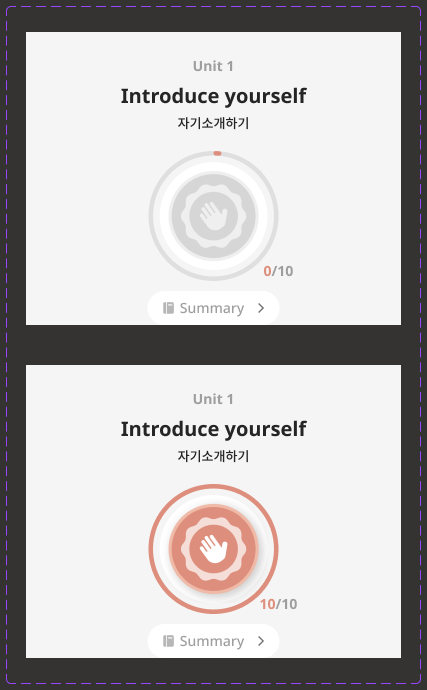 Unit 1
Introduce yourself
자기소개하기
0/10
Summary
Unit 1
Introduce yourself
자기소개하기
10/10
Summary